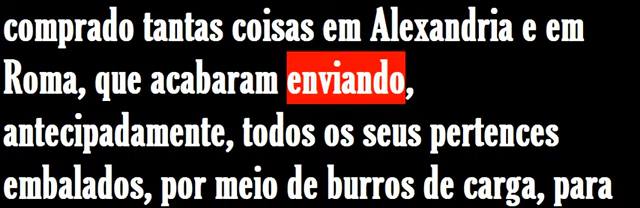 comprado tantas coisas em Alexandria e em
Roma, que acabaram enviando,
antecipadamente, todos os seus pertences
embalados, por meio de burros de carga, para